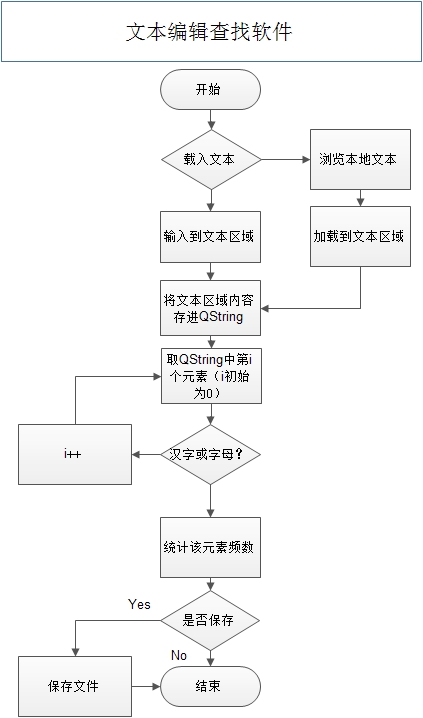 文本编辑查找软件
开始
载入文本
浏览本地文本
输入到文本区域
加载到文本区域
将文本区域内容
存进QString
取QString中第i
个元素（i初始
为0）
i++
汉字或字母？
统计该元素频数
Yes
是否保存
No
保存文件
结束